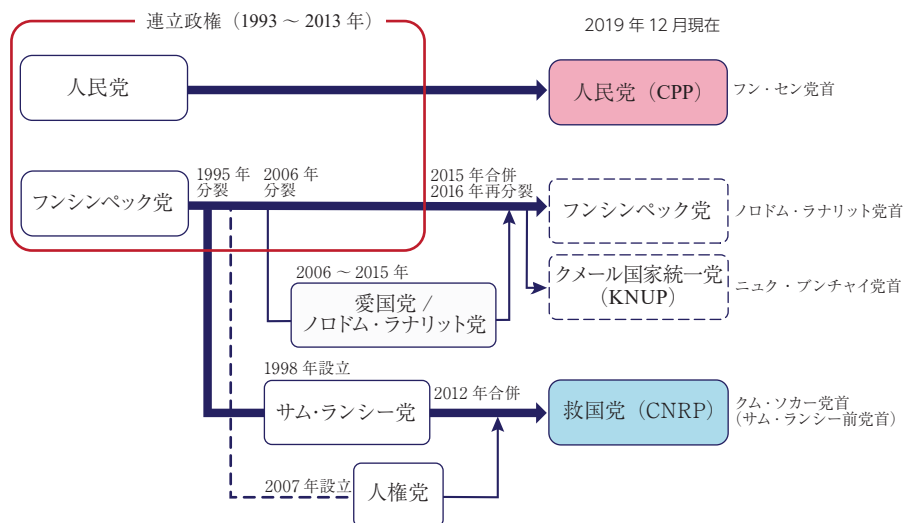 連立政権（1993 ～ 2013 年）
2019 年 12 月現在
人民党
人民党（CPP）
フン・セン党首
1995 年
分裂
2006 年
分裂
2015 年合併
2016 年再分裂
フンシンペック党
フンシンペック党
ノロドム・ラナリット党首
2006 ～ 2015 年
愛国党 /
ノロドム・ラナリット党
クメール国家統一党
(KNUP)
ニュク・ブンチャイ党首
1998 年設立
サム・ランシー党
2012 年合併
救国党（CNRP）
クム・ソカー党首
（サム・ランシー前党首）
2007 年設立
人権党